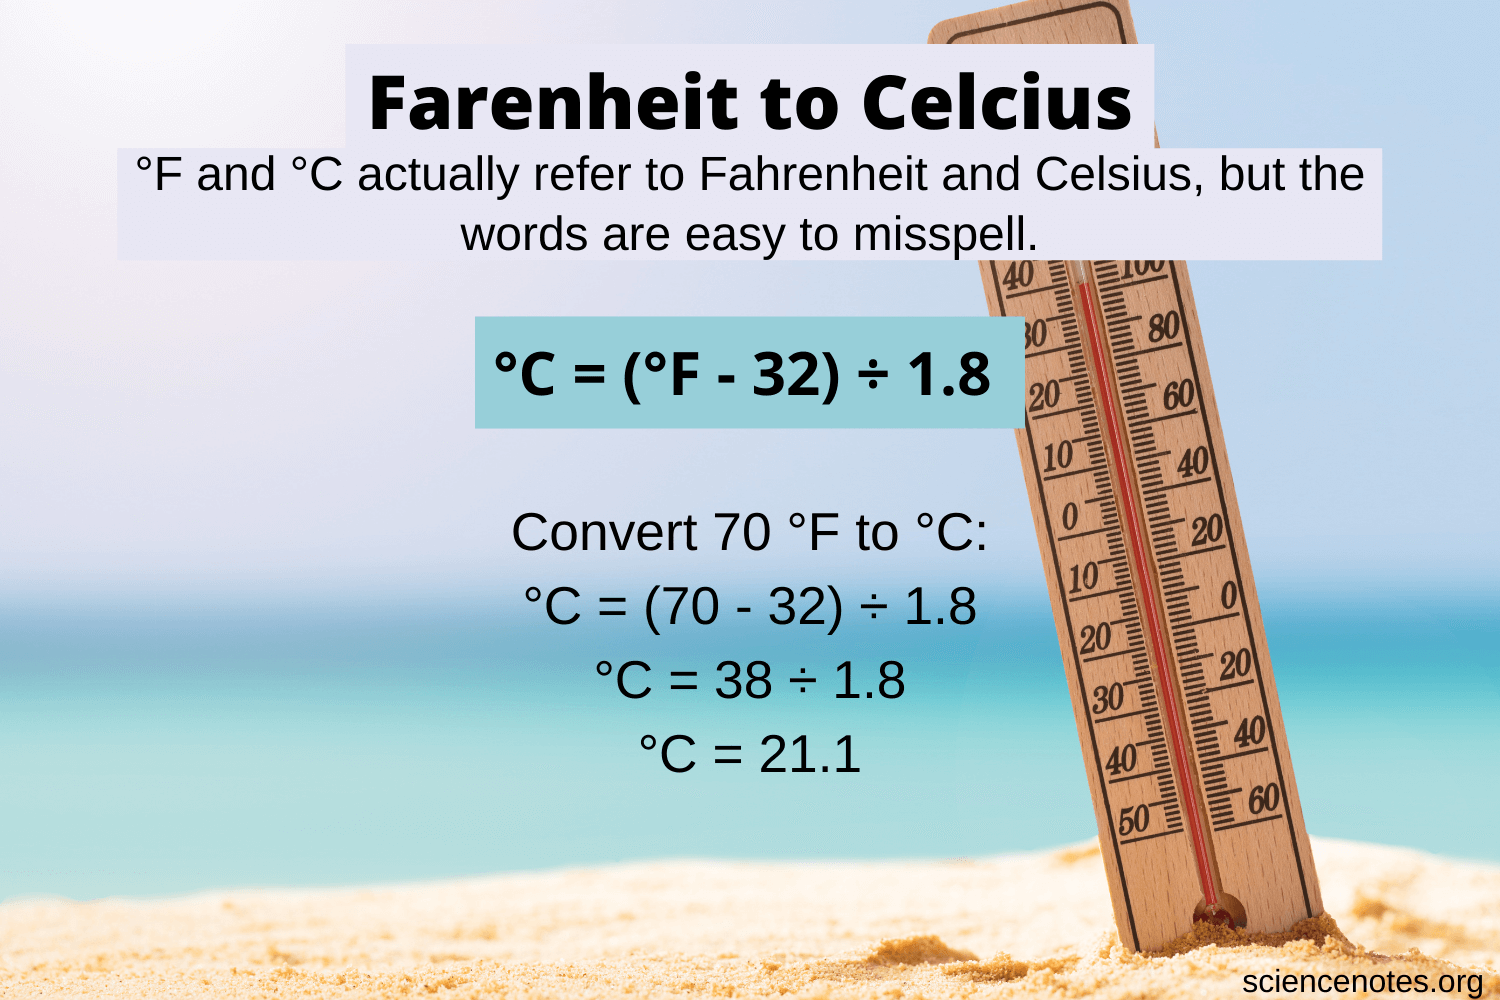 Farenheit to Celcius
°F and °C actually refer to Fahrenheit and Celsius, but the
words are easy to misspell.
°C = (°F - 32) ÷ 1.8
Convert 70 °F to °C:
°C = (70 - 32) ÷ 1.8
°C = 38 ÷ 1.8
°C = 21.1
40 100
30 80
20 60
10 40
0 20
10 0
20 20
30 40
40 60
50
sciencenotes.org